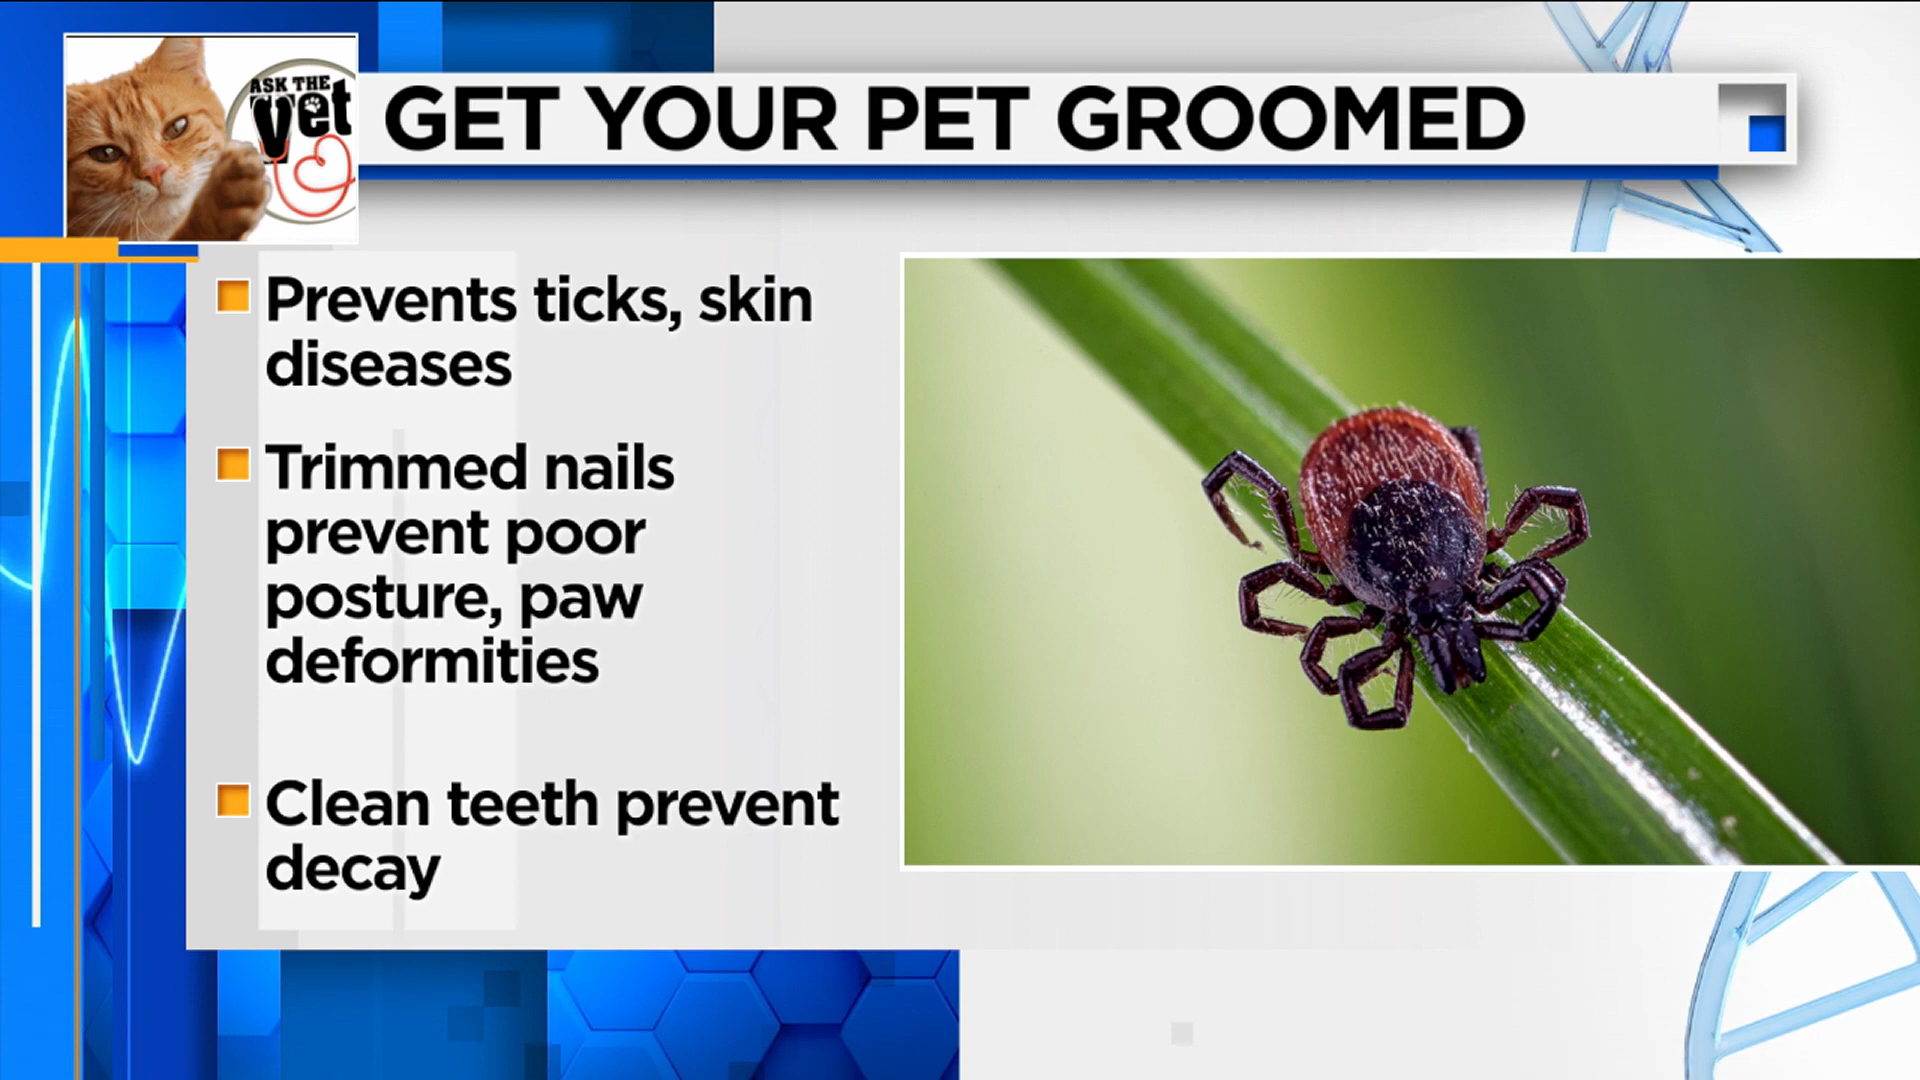 ASK THE
vet
GET YOUR PET GROOMED
Prevents ticks, skin
diseases
Trimmed nails
prevent poor
posture, paw
deformities
Clean teeth prevent
decay